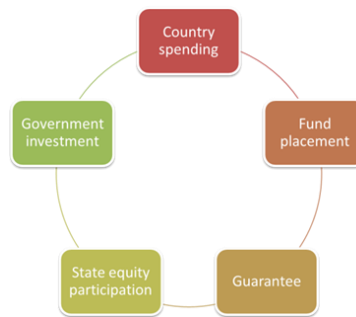 Country
spending
Fund
placement
Guarantee
State equity
participation
Government
investment